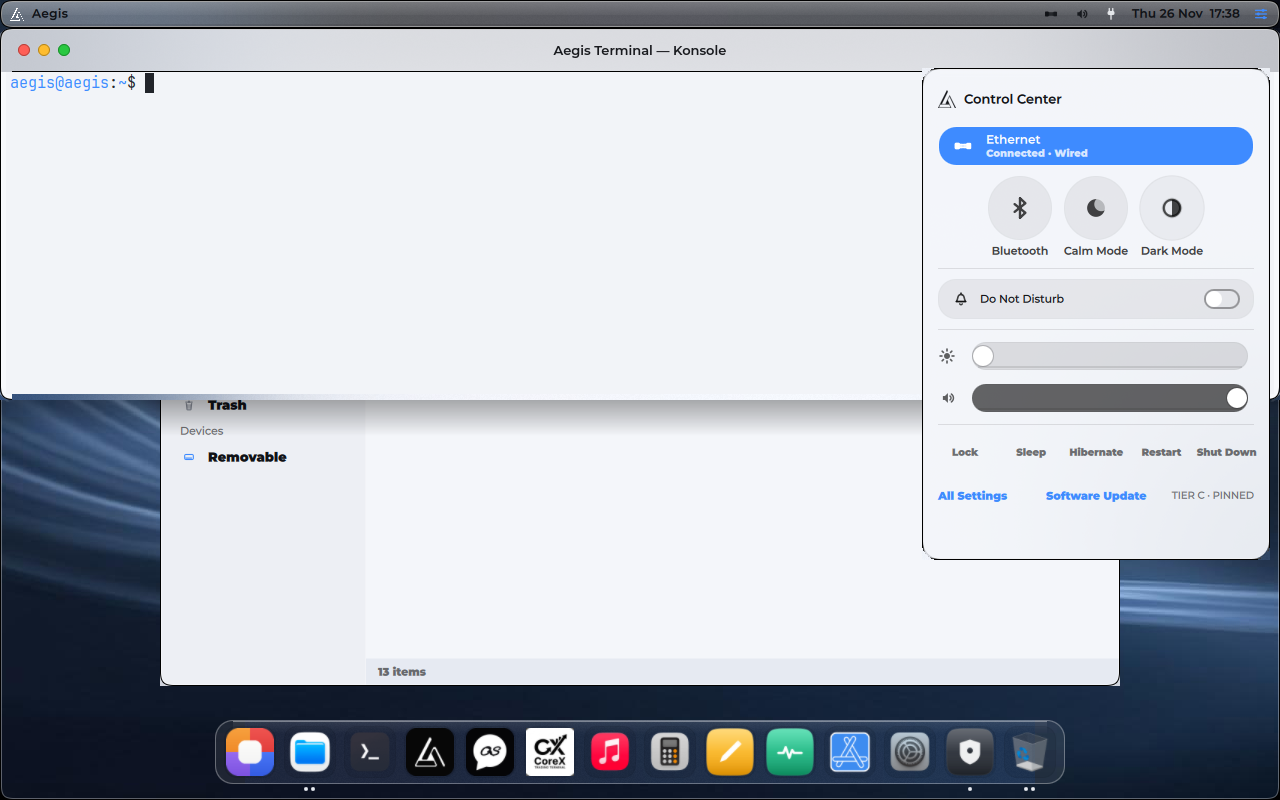 Aegis
Thu 26 Nov 17:38
Aegis Terminal — Konsole
aegis@aegis:~$
Control Center
Ethernet
Connected · Wired
Bluetooth
Calm Mode
Dark Mode
Do Not Disturb
Lock
Sleep
Hibernate
Restart
Shut Down
All Settings
Software Update
TIER C · PINNED
Trash
Devices
Removable
13 items
as
CX
CoreX